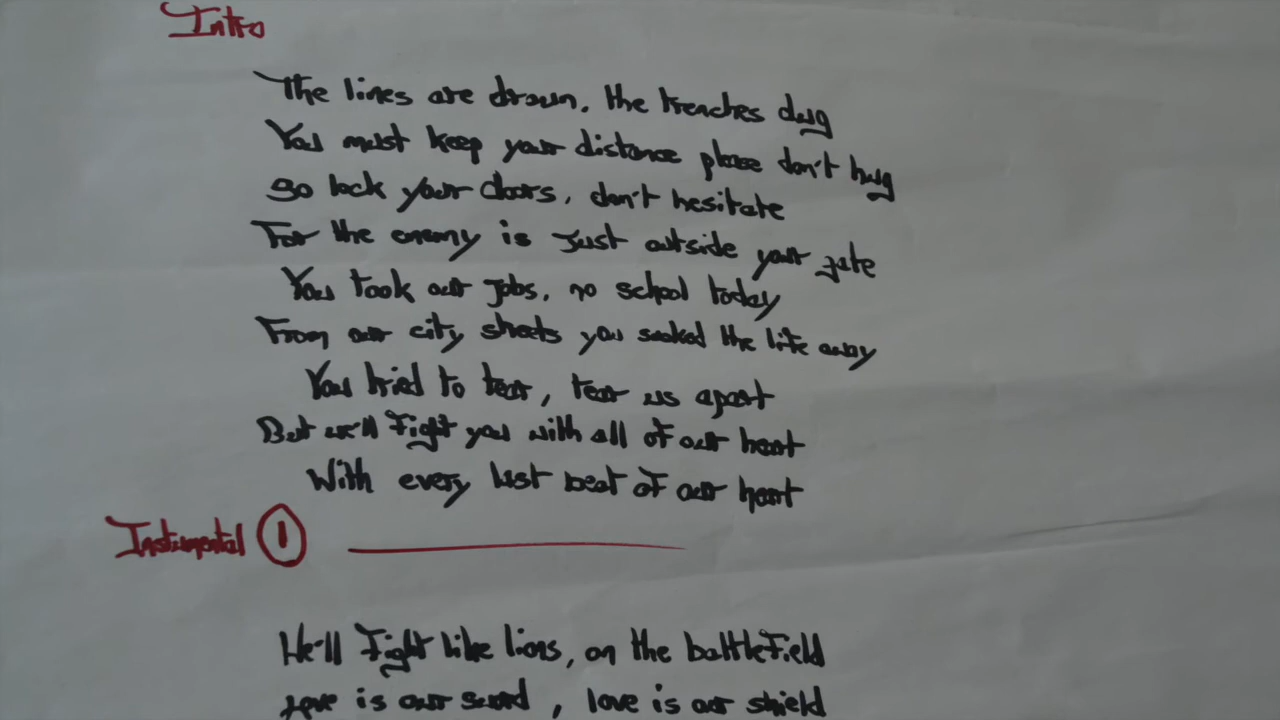 Intro
The lines are drawn, the trenches dug
You must keep your distance please don't hug
So lock your doors, don't hesitate
For the enemy is just outside your gate
You took our jobs, no school today
From our city streets you sucked the life away
You tried to tear, tear us apart
But we'll fight you with all of our heart
With every last beat of our heart
Instrumental 1
We'll fight like lions, on the battlefield
Love is our sword, love is our shield